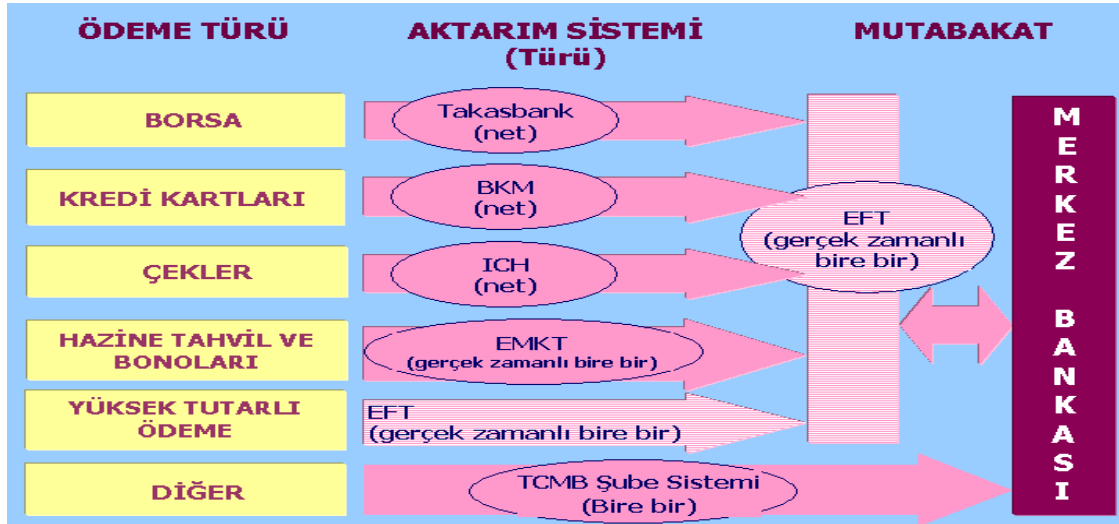 ÖDEME TÜRÜ
AKTARIM SİSTEMİ
(Türü)
MUTABAKAT
BORSA
Takasbank
(net)
KREDİ KARTLARI
BKM
(net)
ÇEKLER
ICH
(net)
HAZİNE TAHVİL VE
BONOLARI
EMKT
(gerçek zamanlı bire bir)
YÜKSEK TUTARLI
ÖDEME
EFT
(gerçek zamanlı bire bir)
DİĞER
TCMB Şube Sistemi
(Bire bir)
EFT
(gerçek zamanlı
bire bir)
MERKEZ BANKASI